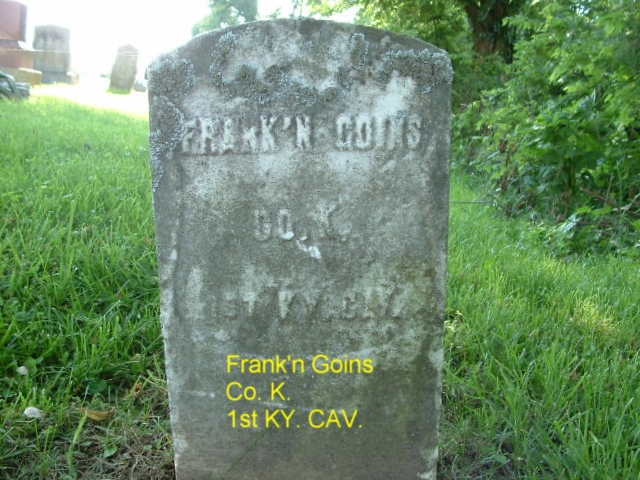 FRANK'N GOINS
CO. K.
1ST KY. CAV.
Frank'n Goins
Co. K.
1st KY. CAV.